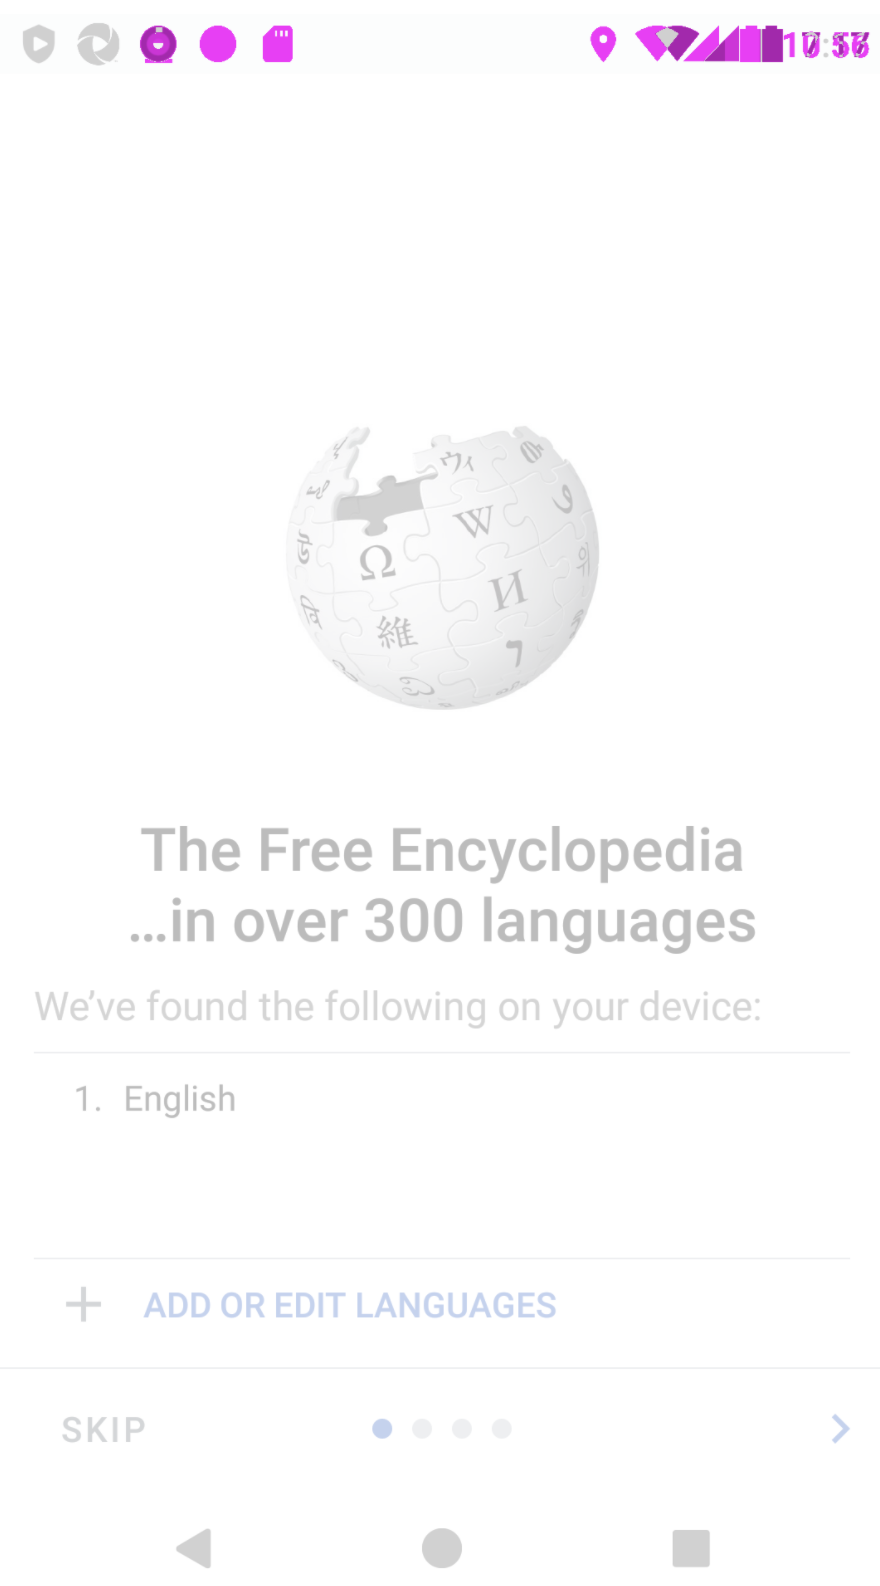 The Free Encyclopedia
…in over 300 languages
We’ve found the following on your device:
1. English
ADD OR EDIT LANGUAGES
SKIP